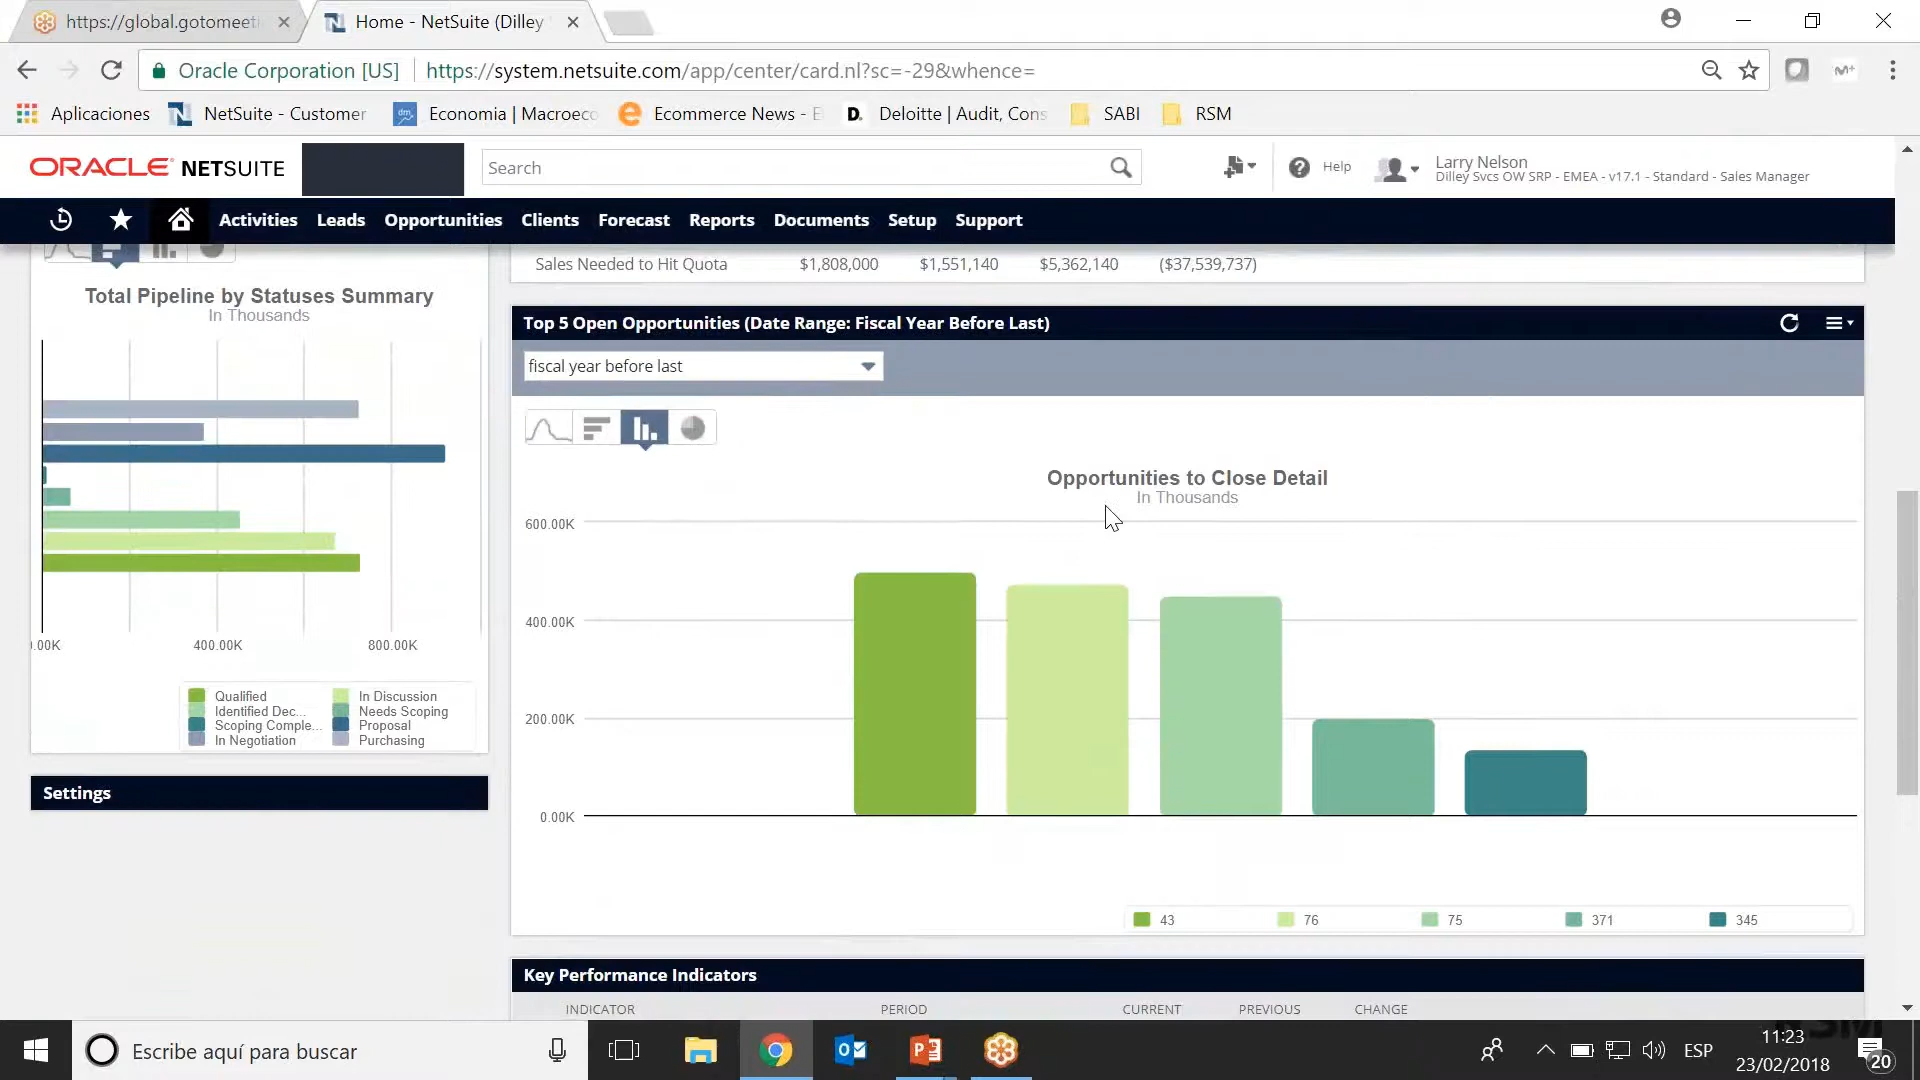 https://global.gotomeeti
Home - NetSuite (Dilley
Oracle Corporation [US]
https://system.netsuite.com/app/center/card.nl?sc=-29&whence=
Aplicaciones
NetSuite - Customer
Economia | Macroeco
Ecommerce News - E
Deloitte | Audit, Cons
SABI
RSM
ORACLE NETSUITE
Search
Help
Larry Nelson
Dilley Svcs OW SRP - EMEA - v17.1 - Standard - Sales Manager
Activities
Leads
Opportunities
Clients
Forecast
Reports
Documents
Setup
Support
Sales Needed to Hit Quota $1,808,000 $1,551,140 $5,362,140 ($37,539,737)
Total Pipeline by Statuses Summary
In Thousands
.00K 400.00K 800.00K
Qualified In Discussion
Identified Dec... Needs Scoping
Scoping Comple... Proposal
In Negotiation Purchasing
Settings
Top 5 Open Opportunities (Date Range: Fiscal Year Before Last)
fiscal year before last
Opportunities to Close Detail
In Thousands
600.00K
400.00K
200.00K
0.00K
43 76 75 371 345
Key Performance Indicators
INDICATOR PERIOD CURRENT PREVIOUS CHANGE
Escribe aquí para buscar
ESP
11:23
23/02/2018
20